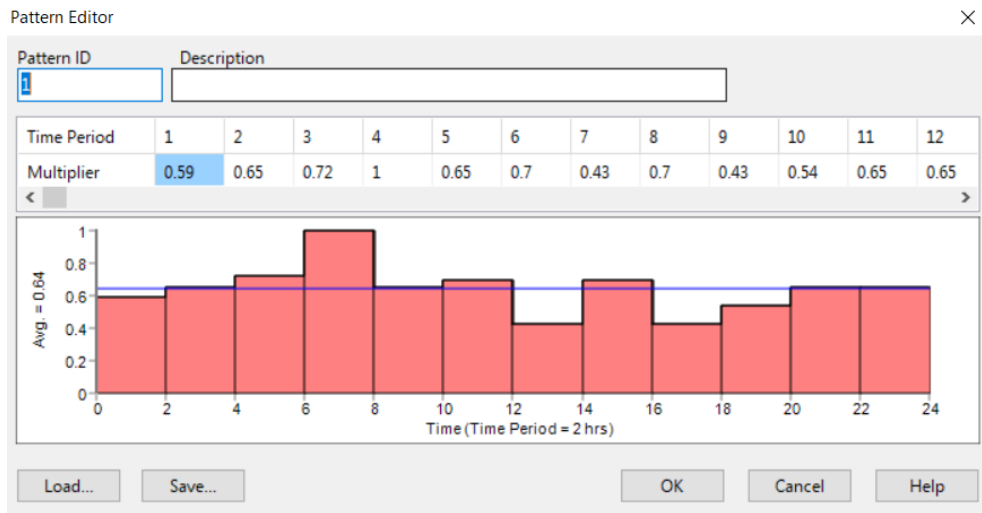 Pattern Editor
Pattern ID Description
1
Time Period 1 2 3 4 5 6 7 8 9 10 11 12
Multiplier 0.59 0.65 0.72 1 0.65 0.7 0.43 0.7 0.43 0.54 0.65 0.65
Avg. = 0.64
1
0.8
0.6
0.4
0.2
0
0 2 4 6 8 10 12 14 16 18 20 22 24
Time (Time Period = 2 hrs)
Load... Save... OK Cancel Help